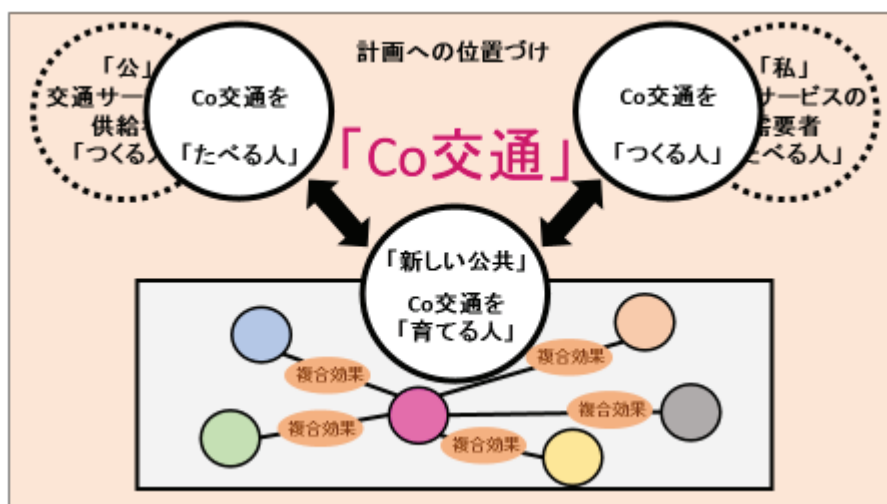 計画への位置づけ
「公」
交通サー
供給
「つくる人
Co交通を
「たべる人」
「Co交通」
Co交通を
「つくる人」
「私」
サービスの
需要者
たべる人」
「新しい公共」
Co交通を
「育てる人」
複合効果
複合効果
複合効果
複合効果
複合効果